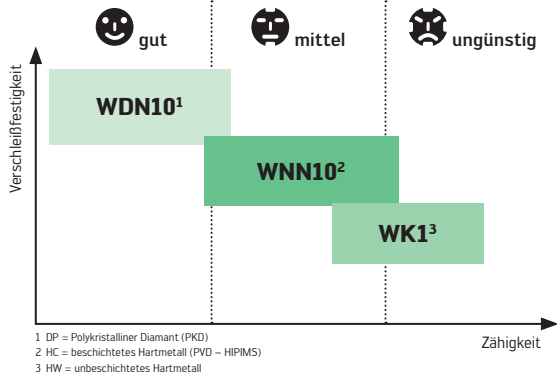 gut
mittel
ungünstig
Verschleißfestigkeit
WDN10¹
WNN10²
WK1³
Zähigkeit
1 DP = Polykristalliner Diamant (PKD)
2 HC = beschichtetes Hartmetall (PVD – HIPIMS)
3 HW = unbeschichtetes Hartmetall